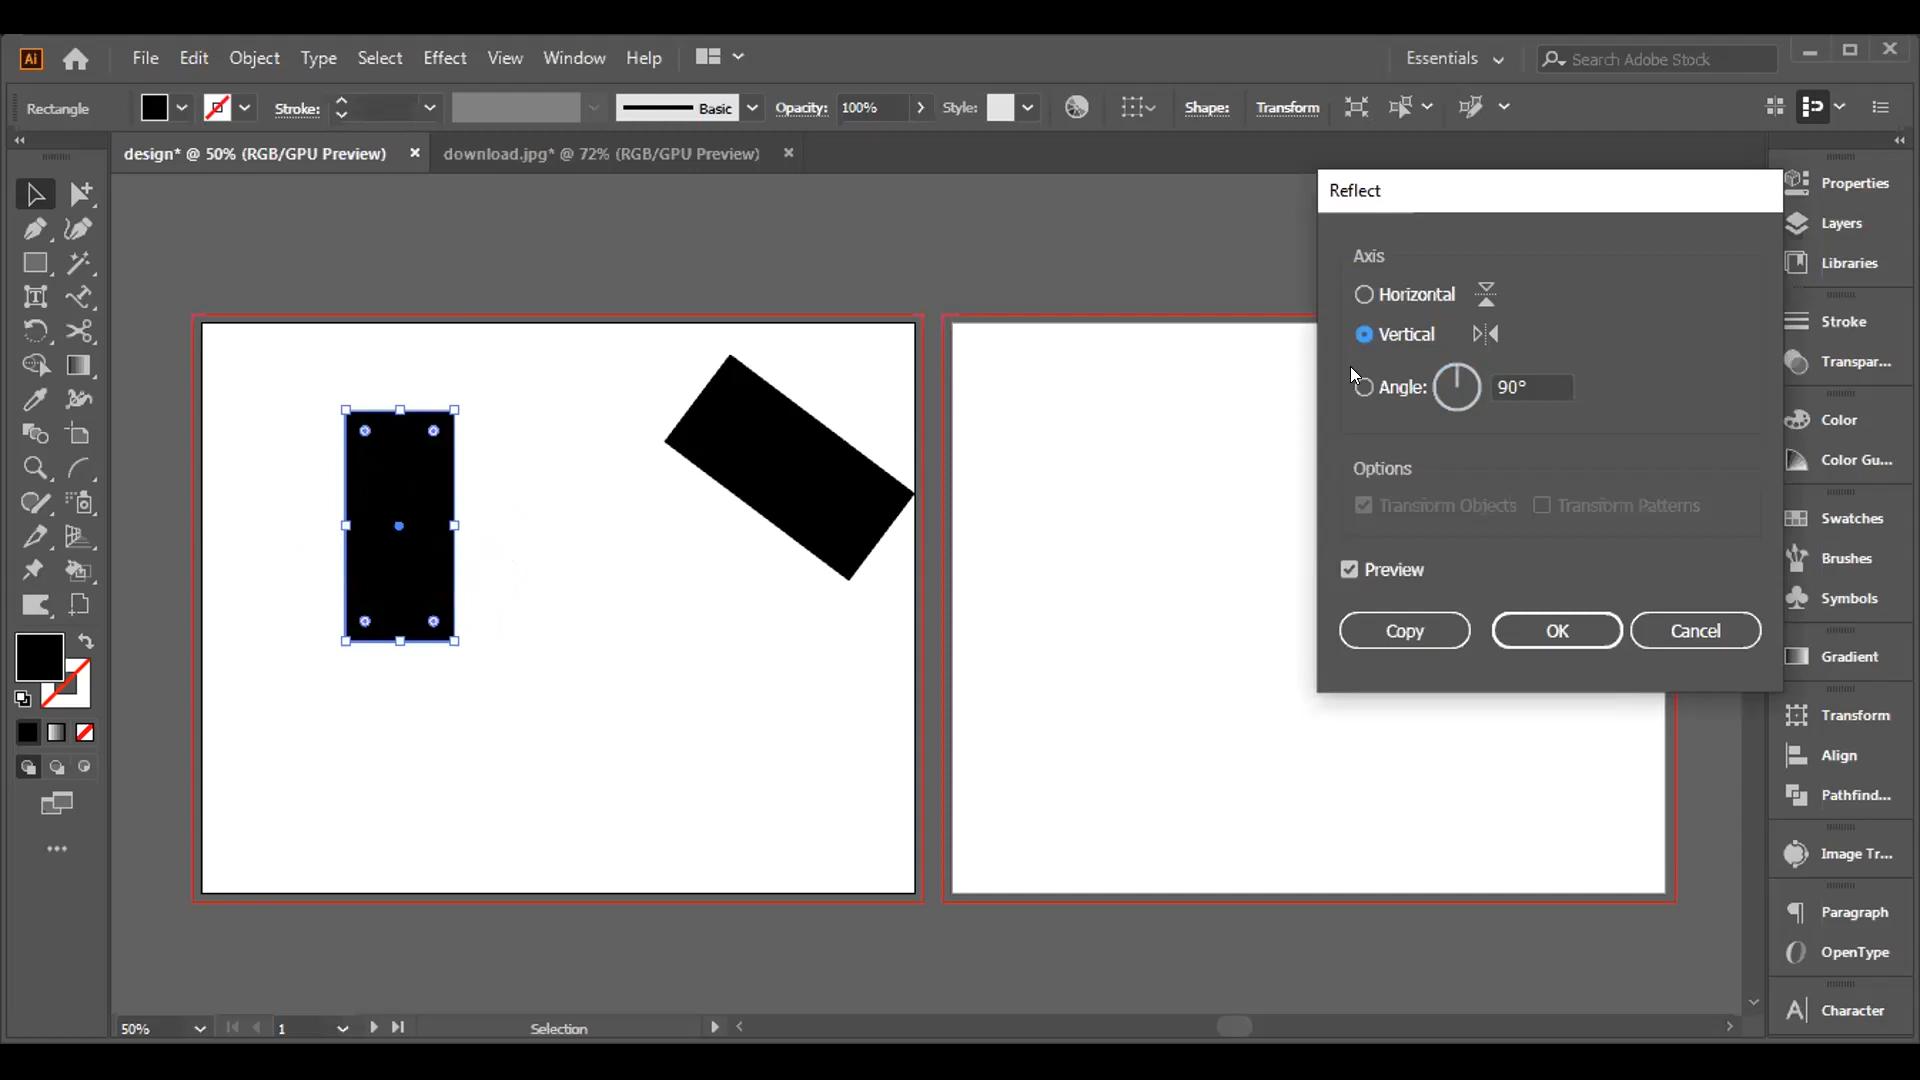 Ai File Edit Object Type Select Effect View Window Help Essentials Search Adobe Stock
Rectangle Stroke: Basic Opacity: 100% Style: Shape: Transform
design* @ 50% (RGB/GPU Preview) download.jpg* @ 72% (RGB/GPU Preview)
Reflect
Axis
Horizontal
Vertical
Angle: 90°
Options
Transform Objects Transform Patterns
Preview
Copy OK Cancel
Properties
Layers
Libraries
Stroke
Transpar...
Color
Color Gu...
Swatches
Brushes
Symbols
Gradient
Transform
Align
Pathfind...
Image Tr...
Paragraph
OpenType
Character
50% 1 Selection